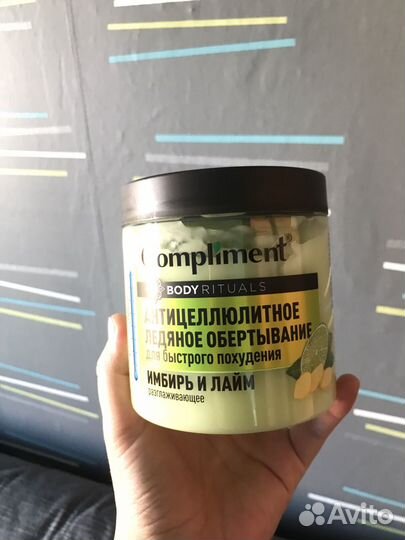 Compliment®
BODY RITUALS
АНТИЦЕЛЛЮЛИТНОЕ
ЛЕДЯНОЕ ОБЕРТЫВАНИЕ
для быстрого похудения
ИМБИРЬ И ЛАЙМ
разглаживающее
Avito